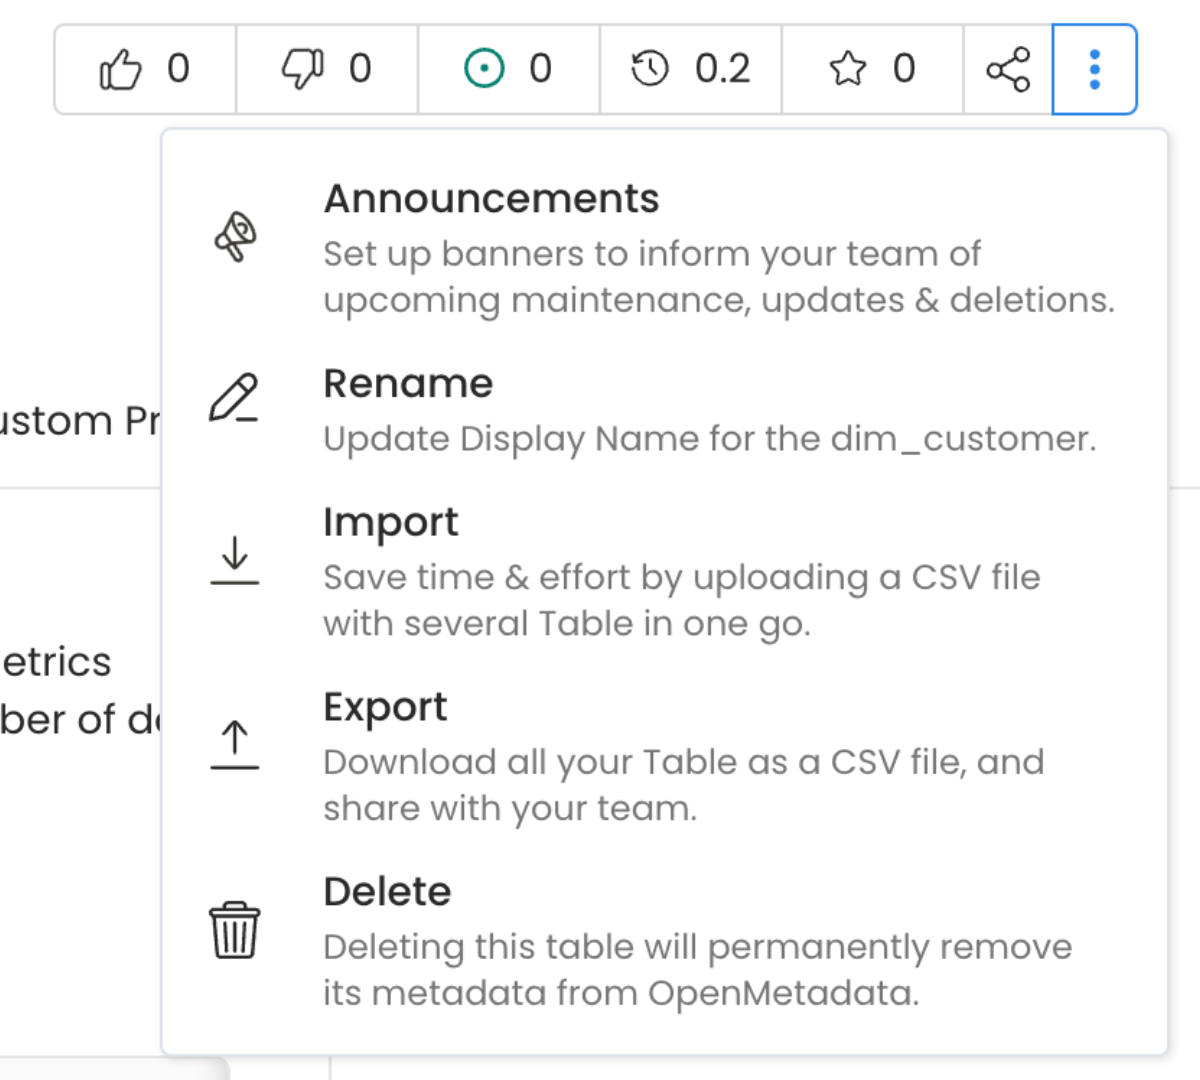 0 0 0 0.2 0
Announcements
Set up banners to inform your team of
upcoming maintenance, updates & deletions.
Rename
Update Display Name for the dim_customer.
Import
Save time & effort by uploading a CSV file
with several Table in one go.
Export
Download all your Table as a CSV file, and
share with your team.
Delete
Deleting this table will permanently remove
its metadata from OpenMetadata.
ustom Pr
etrics
ber of d